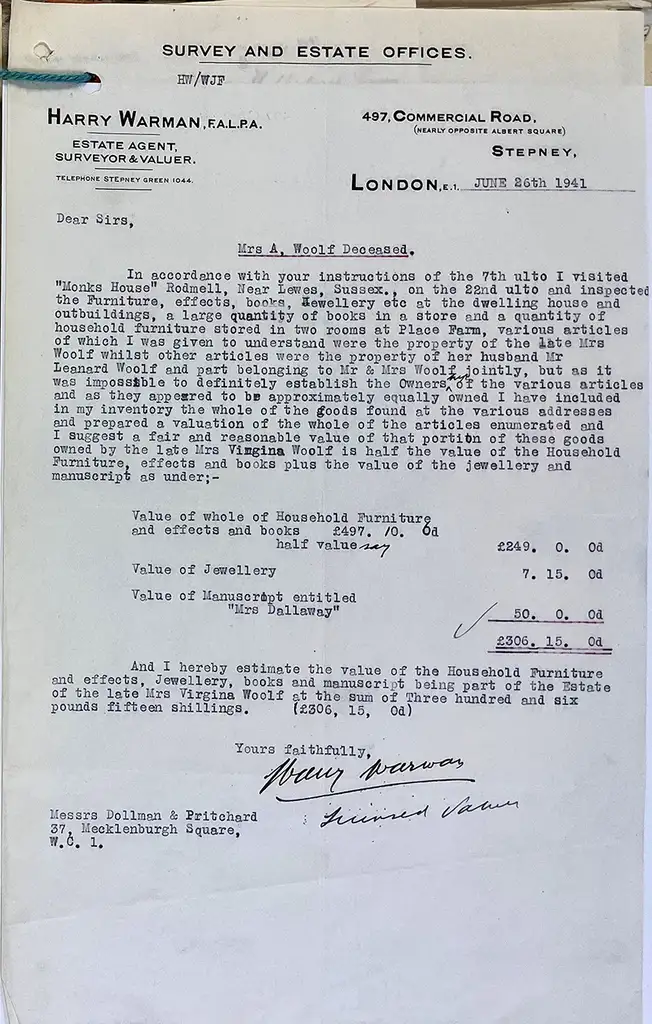 SURVEY AND ESTATE OFFICES.
HW/WJF
HARRY WARMAN, F.A.L.P.A.
ESTATE AGENT,
SURVEYOR & VALUER.
TELEPHONE STEPNEY GREEN 1044.
497, COMMERCIAL ROAD,
(NEARLY OPPOSITE ALBERT SQUARE)
STEPNEY,
LONDON, E.1. JUNE 26th 1941
Dear Sirs,
Mrs A. Woolf Deceased.
In accordance with your instructions of the 7th ulto I visited
"Monks House" Rodmell, Near Lewes, Sussex., on the 22nd ulto and inspected
the Furniture, effects, books, Jewellery etc at the dwelling house and
outbuildings, a large quantity of books in a store and a quantity of
household furniture stored in two rooms at Place Farm, various articles
of which I was given to understand were the property of the late Mrs
Woolf whilst other articles were the property of her husband Mr
Leanard Woolf and part belonging to Mr & Mrs Woolf jointly, but as it
was impossible to definitely establish the Owners hip of the various articles
and as they appeared to be approximately equally owned I have included
in my inventory the whole of the goods found at the various addresses
and prepared a valuation of the whole of the articles enumerated and
I suggest a fair and reasonable value of that portion of these goods
owned by the late Mrs Virgina Woolf is half the value of the Household
Furniture, effects and books plus the value of the jewellery and
manuscript as under;-
Value of whole of Household Furniture
and effects and books £497. 10. 0d
half value say £249. 0. 0d
Value of Jewellery 7. 15. 0d
Value of Manuscript entitled
"Mrs Dallaway" 50. 0. 0d
£306. 15. 0d
And I hereby estimate the value of the Household Furniture
and effects, Jewellery, books and manuscript being part of the Estate
of the late Mrs Virgina Woolf at the sum of Three hundred and six
pounds fifteen shillings. (£306, 15, 0d)
Yours faithfully,
Harry Warman
Licensed Valuer
Messrs Dollman & Pritchard
37, Mecklenburgh Square,
W.C. 1.